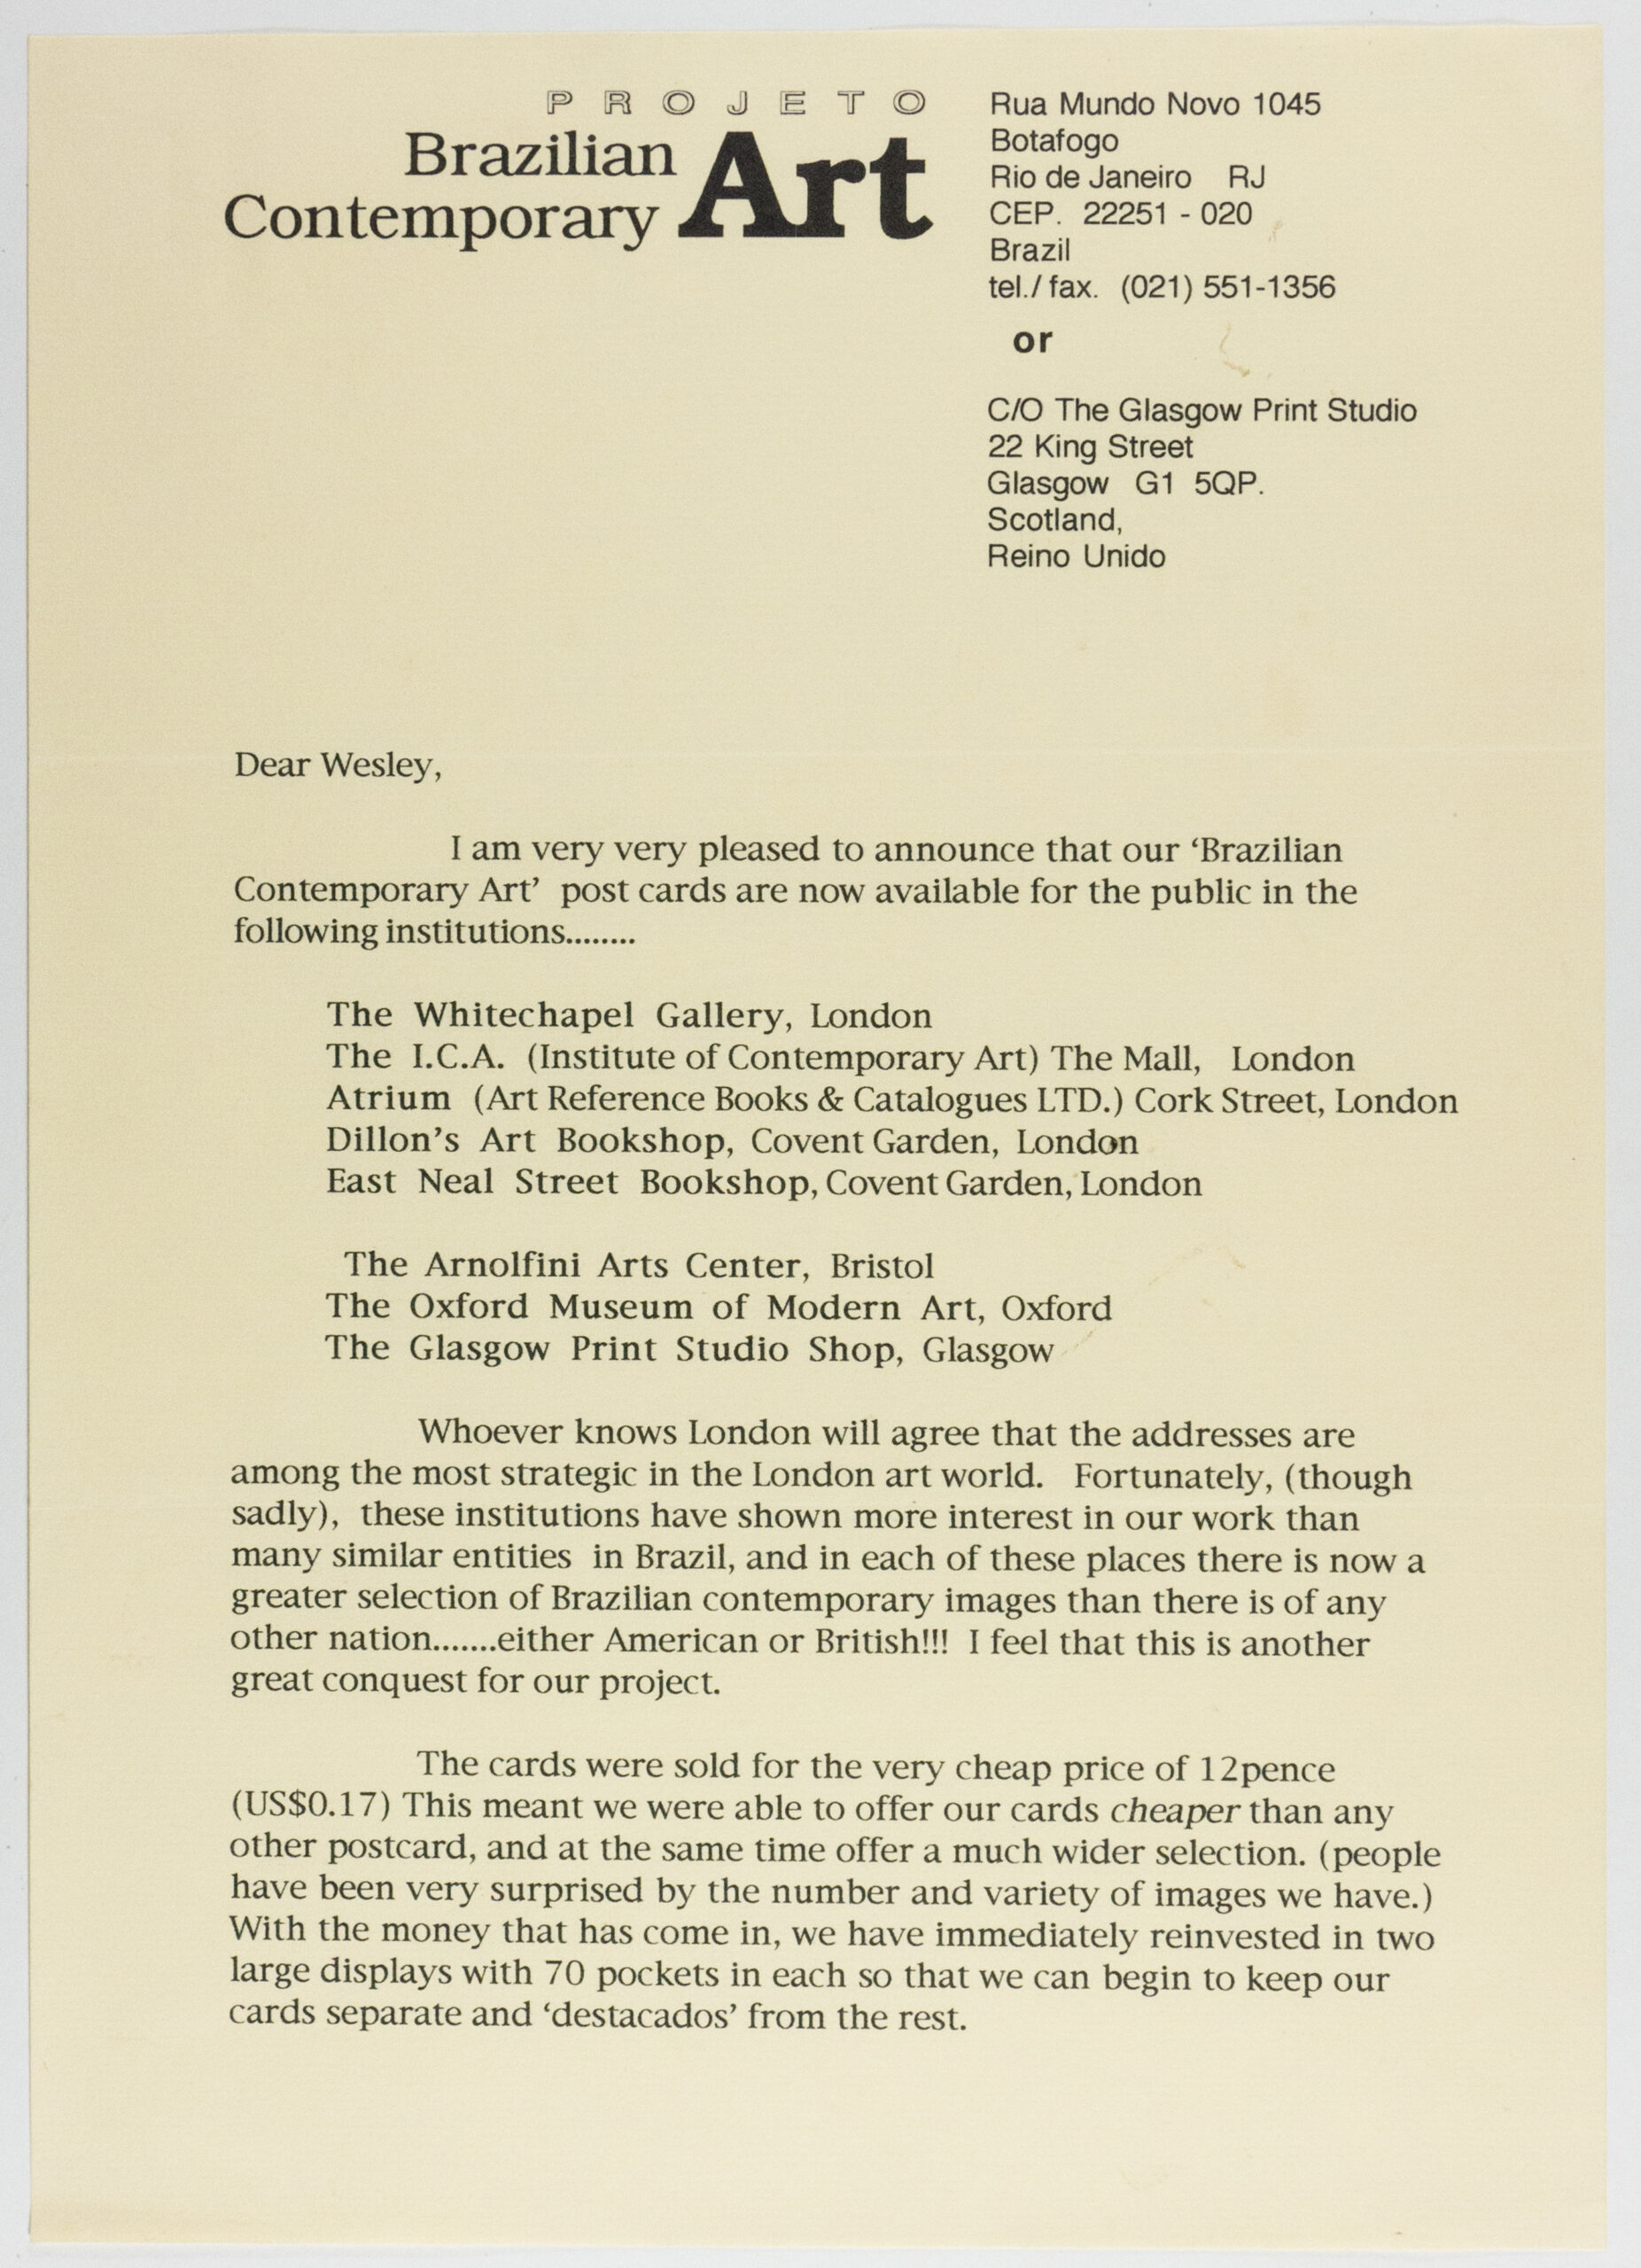 PROJETO
Brazilian
Contemporary Art
Rua Mundo Novo 1045
Botafogo
Rio de Janeiro RJ
CEP. 22251 - 020
Brazil
tel./ fax. (021) 551-1356
or
C/O The Glasgow Print Studio
22 King Street
Glasgow G1 5QP.
Scotland,
Reino Unido
Dear Wesley,
I am very very pleased to announce that our ‘Brazilian
Contemporary Art’ post cards are now available for the public in the
following institutions........
The Whitechapel Gallery, London
The I.C.A. (Institute of Contemporary Art) The Mall, London
Atrium (Art Reference Books & Catalogues LTD.) Cork Street, London
Dillon’s Art Bookshop, Covent Garden, London
East Neal Street Bookshop, Covent Garden, London
The Arnolfini Arts Center, Bristol
The Oxford Museum of Modern Art, Oxford
The Glasgow Print Studio Shop, Glasgow
Whoever knows London will agree that the addresses are
among the most strategic in the London art world. Fortunately, (though
sadly), these institutions have shown more interest in our work than
many similar entities in Brazil, and in each of these places there is now a
greater selection of Brazilian contemporary images than there is of any
other nation.......either American or British!!! I feel that this is another
great conquest for our project.
The cards were sold for the very cheap price of 12pence
(US$0.17) This meant we were able to offer our cards cheaper than any
other postcard, and at the same time offer a much wider selection. (people
have been very surprised by the number and variety of images we have.)
With the money that has come in, we have immediately reinvested in two
large displays with 70 pockets in each so that we can begin to keep our
cards separate and ‘destacados’ from the rest.